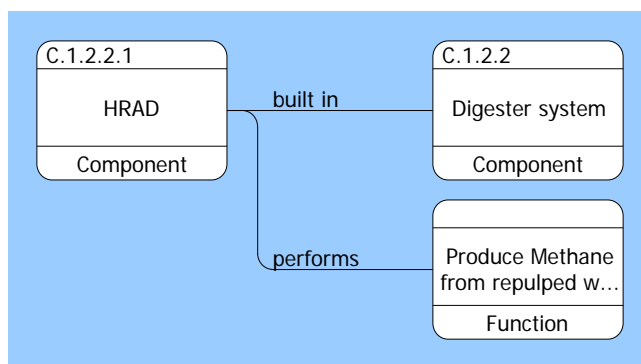 C.1.2.2.1
HRAD
Component
built in
C.1.2.2
Digester system
Component
performs
Produce Methane
from repulped w...
Function